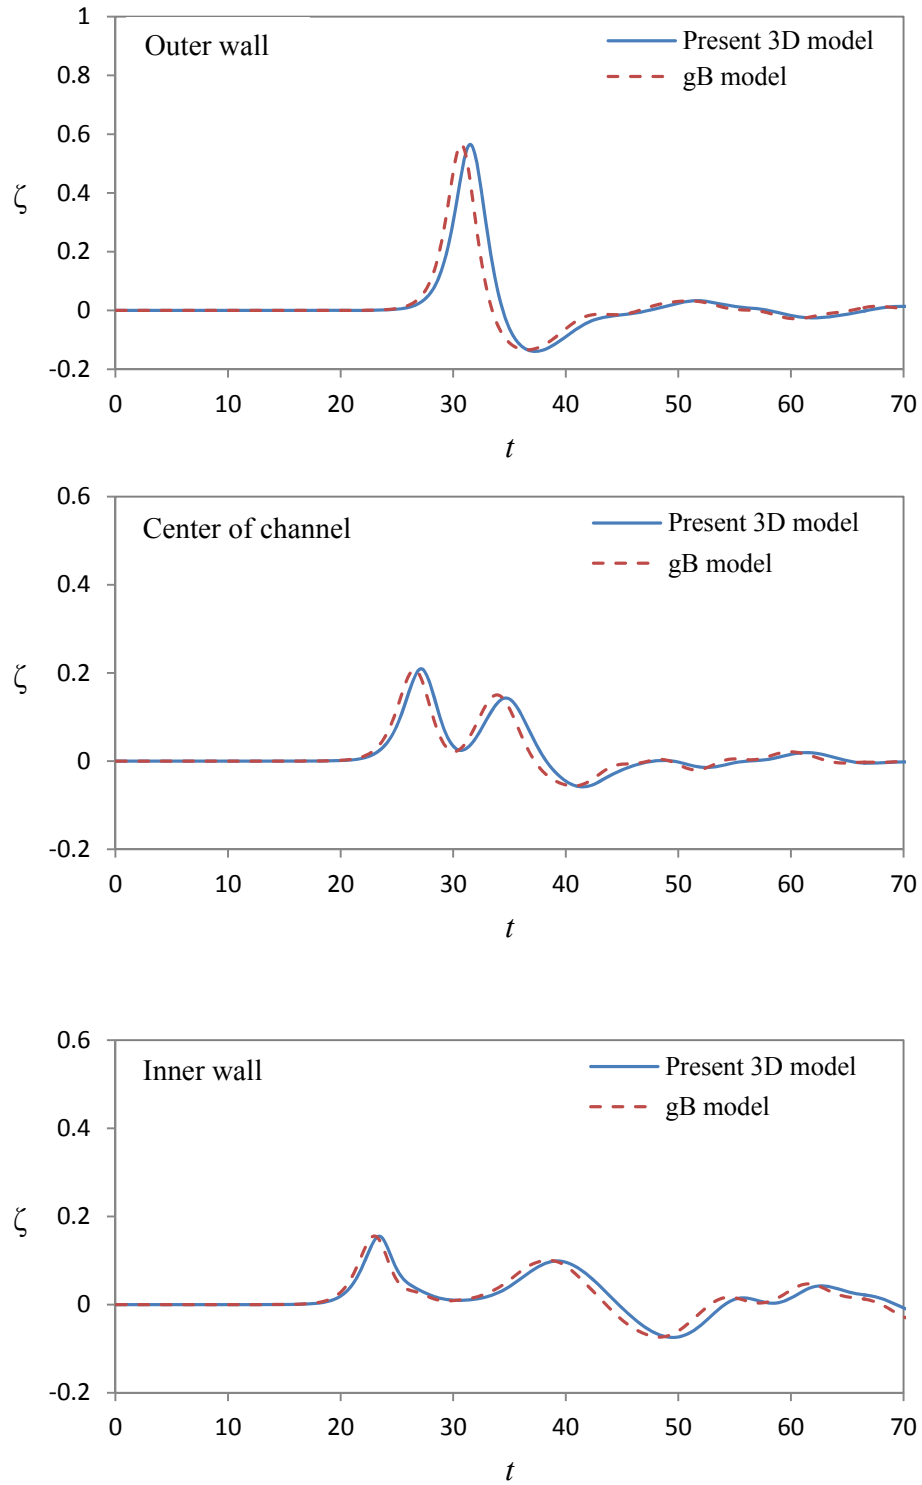 1
Outer wall
Present 3D model
gB model
0.8
0.6
0.4
ζ
0.2
0
-0.2
0 10 20 30 40 50 60 70
t
0.6
Center of channel
Present 3D model
gB model
0.4
0.2
ζ
0
-0.2
0 10 20 30 40 50 60 70
t
0.6
Inner wall
Present 3D model
gB model
0.4
0.2
ζ
0
-0.2
0 10 20 30 40 50 60 70
t